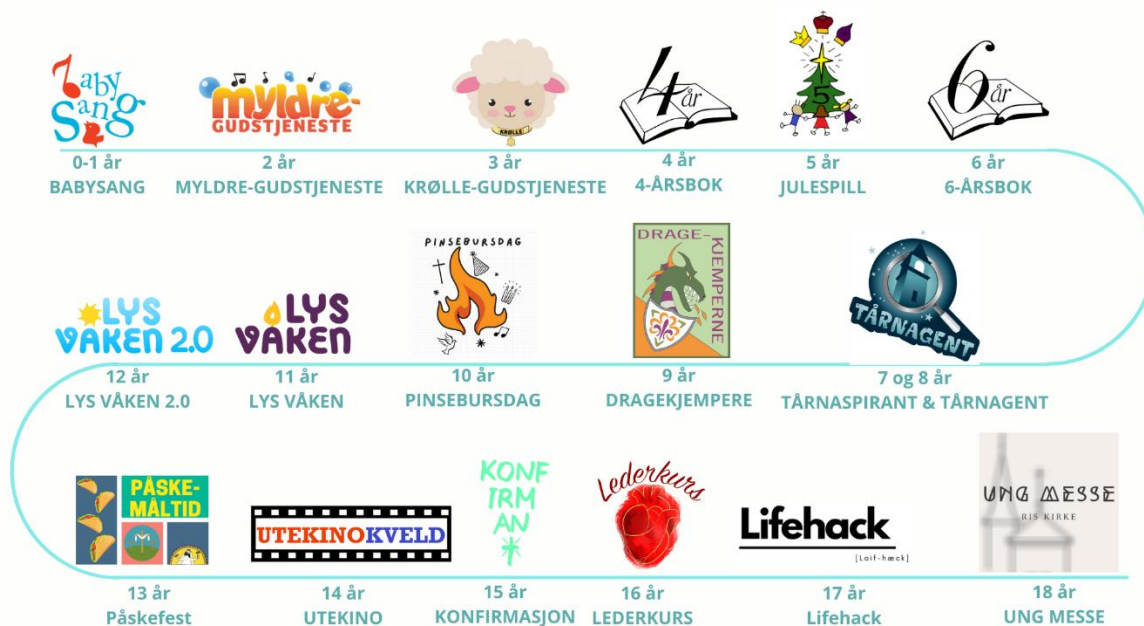 Baby
Sang
myldre-
GUDSTJENESTE
KRØLLE
4 år
5
6 år
0-1 år
BABYSANG
2 år
MYLDRE-GUDSTJENESTE
3 år
KRØLLE-GUDSTJENESTE
4 år
4-ÅRSBOK
5 år
JULESPILL
6 år
6-ÅRSBOK
LYS
VÅKEN 2.0
LYS
VÅKEN
PINSEBURSDAG
DRAGE-
KJEMPERNE
TÅRNAGENT
12 år
LYS VÅKEN 2.0
11 år
LYS VÅKEN
10 år
PINSEBURSDAG
9 år
DRAGEKJEMPERE
7 og 8 år
TÅRNASPIRANT & TÅRNAGENT
PÅSKE-
MÅLTID
UTEKINOKVELD
KONF
IRM
AN
Lederkurs
Lifehack
[Laif-hæck]
UNG MESSE
RIS KIRKE
13 år
Påskefest
14 år
UTEKINO
15 år
KONFIRMASJON
16 år
LEDERKURS
17 år
Lifehack
18 år
UNG MESSE